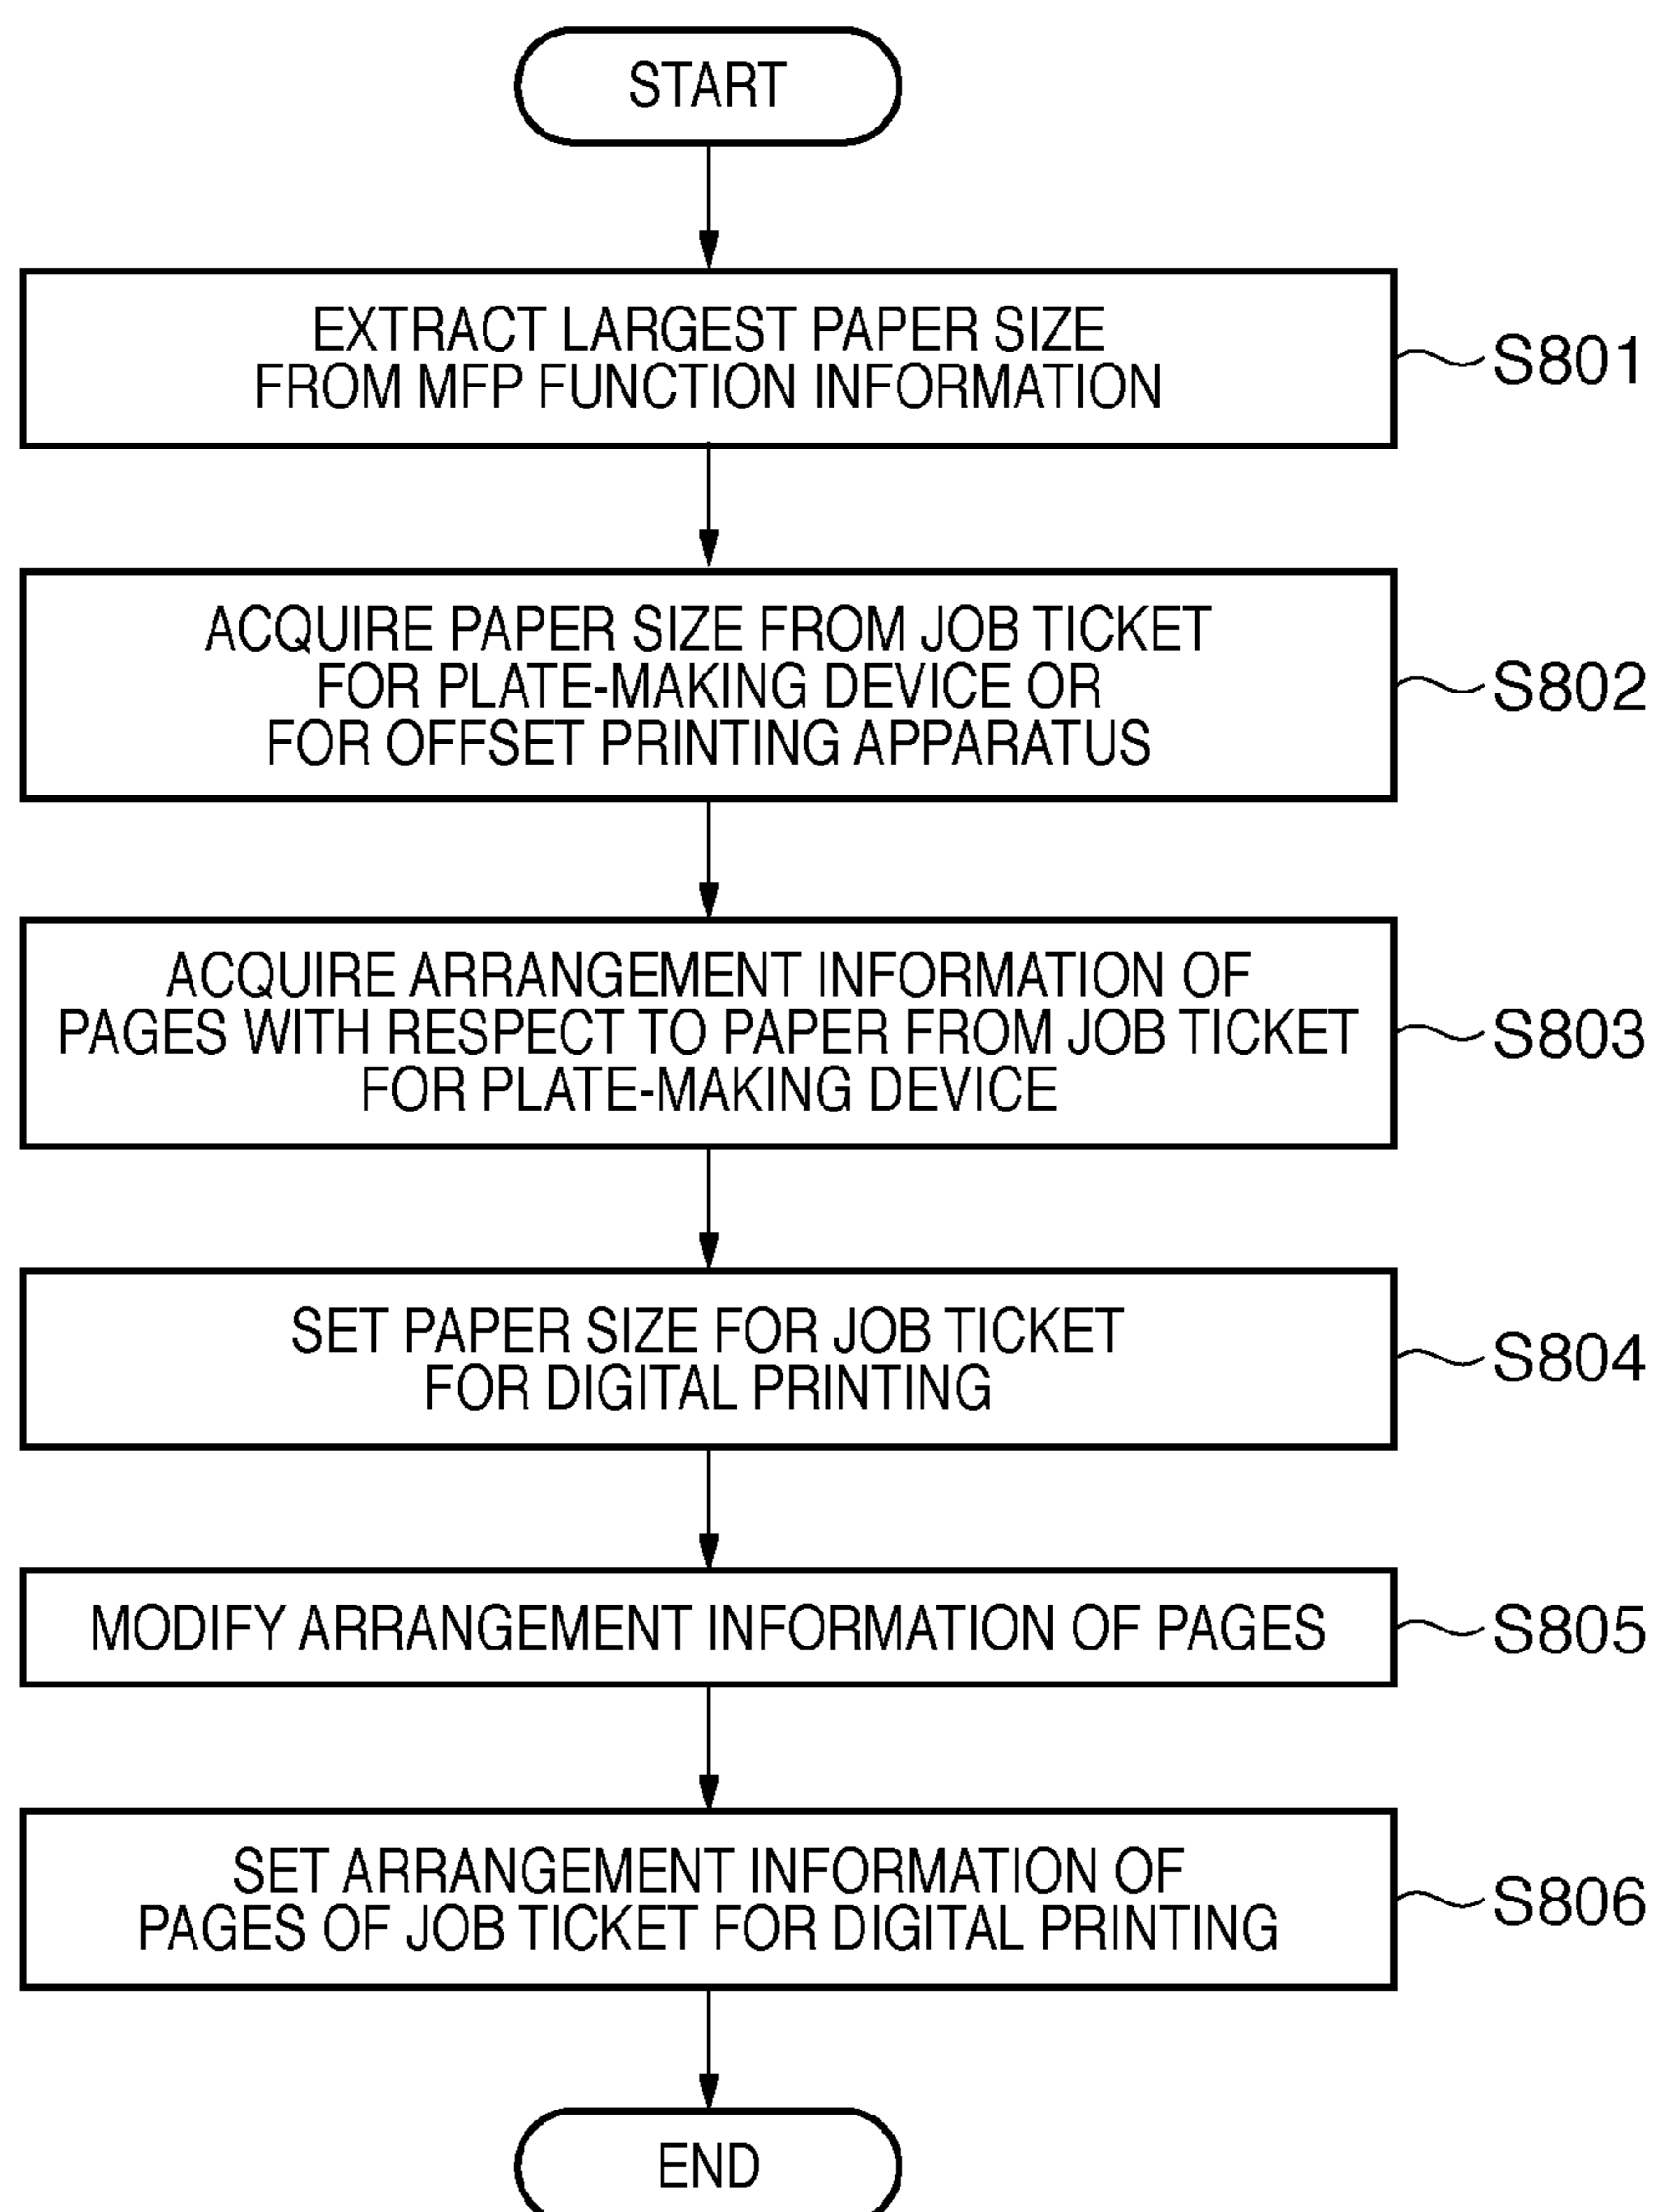 START
EXTRACT LARGEST PAPER SIZE
FROM MFP FUNCTION INFORMATION
S801
ACQUIRE PAPER SIZE FROM JOB TICKET
FOR PLATE-MAKING DEVICE OR
FOR OFFSET PRINTING APPARATUS
S802
ACQUIRE ARRANGEMENT INFORMATION OF
PAGES WITH RESPECT TO PAPER FROM JOB TICKET
FOR PLATE-MAKING DEVICE
S803
SET PAPER SIZE FOR JOB TICKET
FOR DIGITAL PRINTING
S804
MODIFY ARRANGEMENT INFORMATION OF PAGES
S805
SET ARRANGEMENT INFORMATION OF
PAGES OF JOB TICKET FOR DIGITAL PRINTING
S806
END